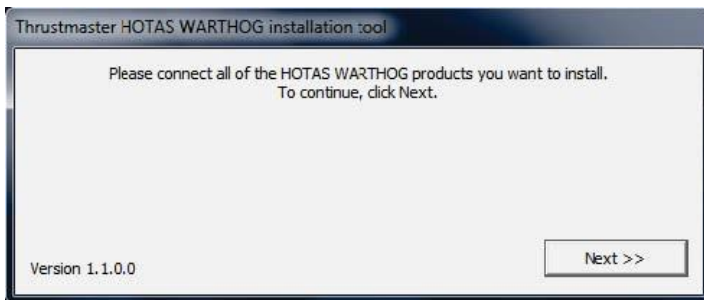 Thrustmaster HOTAS WARTHOG installation tool
Please connect all of the HOTAS WARTHOG products you want to install.
To continue, click Next.
Next >>
Version 1.1.0.0